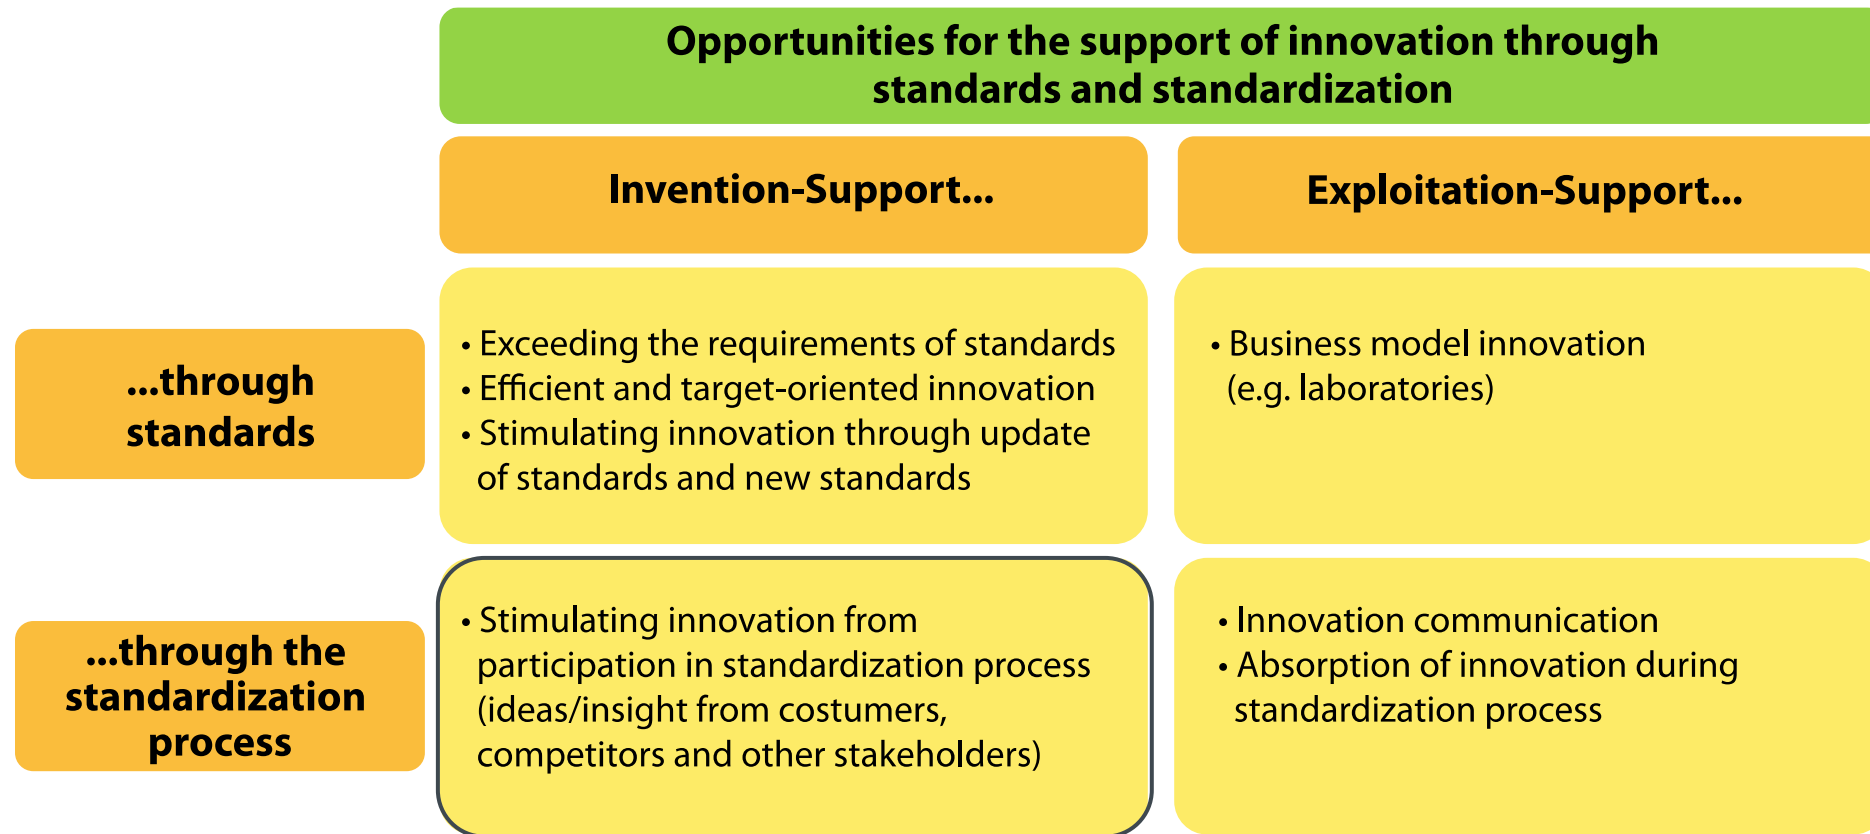 Opportunities for the support of innovation through
standards and standardization
Invention-Support...
Exploitation-Support...
...through
standards
• Exceeding the requirements of standards
• Efficient and target-oriented innovation
• Stimulating innovation through update
of standards and new standards
• Business model innovation
(e.g. laboratories)
...through the
standardization
process
• Stimulating innovation from
participation in standardization process
(ideas/insight from costumers,
competitors and other stakeholders)
• Innovation communication
• Absorption of innovation during
standardization process